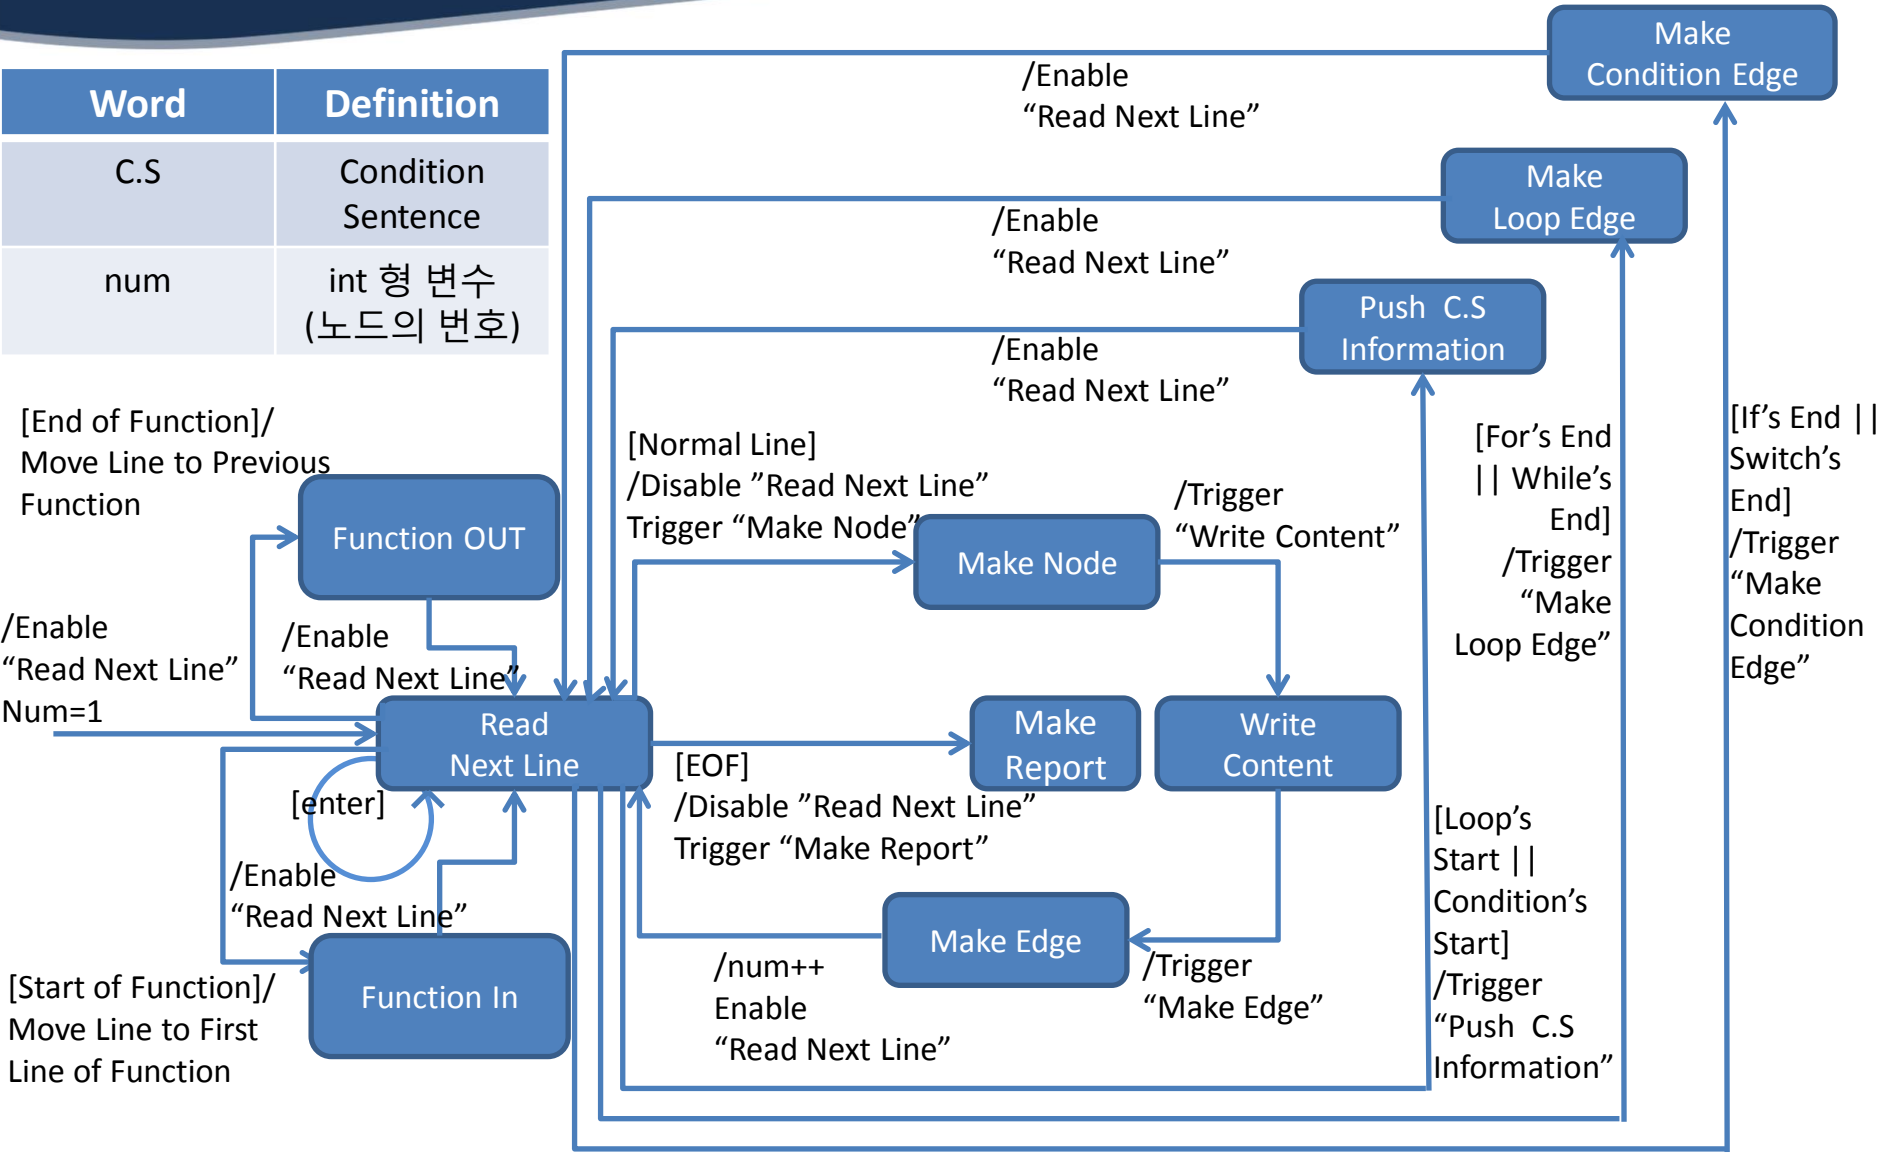 Word
Definition
C.S
Condition
Sentence
num
int 형 변수
(노드의 번호)
Make
Condition Edge
/Enable
“Read Next Line”
Make
Loop Edge
/Enable
“Read Next Line”
Push C.S
Information
/Enable
“Read Next Line”
[End of Function]/
Move Line to Previous
Function
Function OUT
[Normal Line]
/Disable ”Read Next Line”
Trigger “Make Node”
Make Node
/Trigger
“Write Content”
[For’s End
|| While’s
End]
/Trigger
“Make
Loop Edge”
[If’s End ||
Switch’s
End]
/Trigger
“Make
Condition
Edge”
/Enable
“Read Next Line”
Num=1
/Enable
“Read Next Line”
Read
Next Line
Make
Report
Write
Content
[enter]
[EOF]
/Disable ”Read Next Line”
Trigger “Make Report”
[Loop’s
Start ||
Condition’s
Start]
/Trigger
“Push C.S
Information”
/Enable
“Read Next Line”
Make Edge
/num++
Enable
“Read Next Line”
/Trigger
“Make Edge”
[Start of Function]/
Move Line to First
Line of Function
Function In